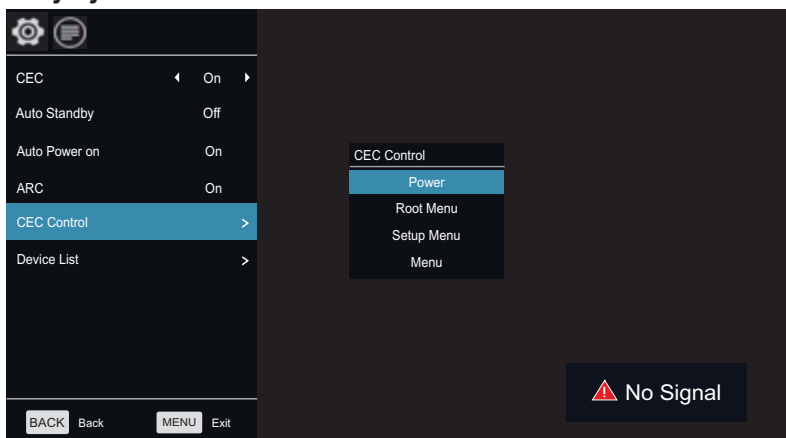 CEC On
Auto Standby Off
Auto Power on On
ARC On
CEC Control >
Device List >
BACK Back MENU Exit
CEC Control
Power
Root Menu
Setup Menu
Menu
No Signal